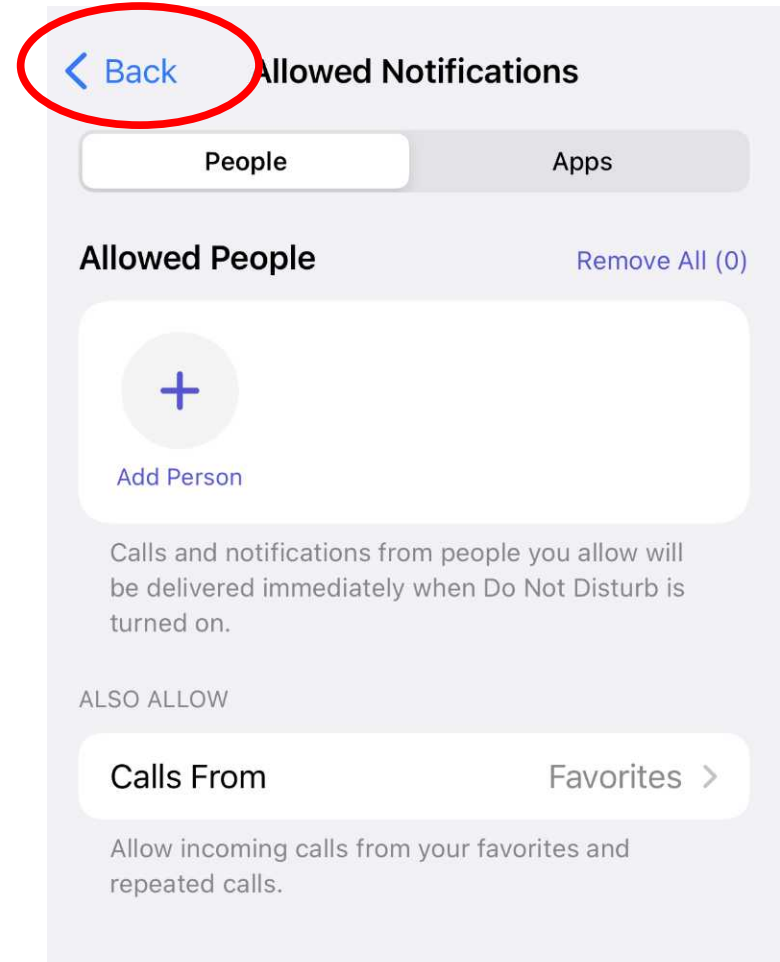 Back
Allowed Notifications
People
Apps
Allowed People
Remove All (0)
Add Person
Calls and notifications from people you allow will
be delivered immediately when Do Not Disturb is
turned on.
ALSO ALLOW
Calls From
Favorites
Allow incoming calls from your favorites and
repeated calls.